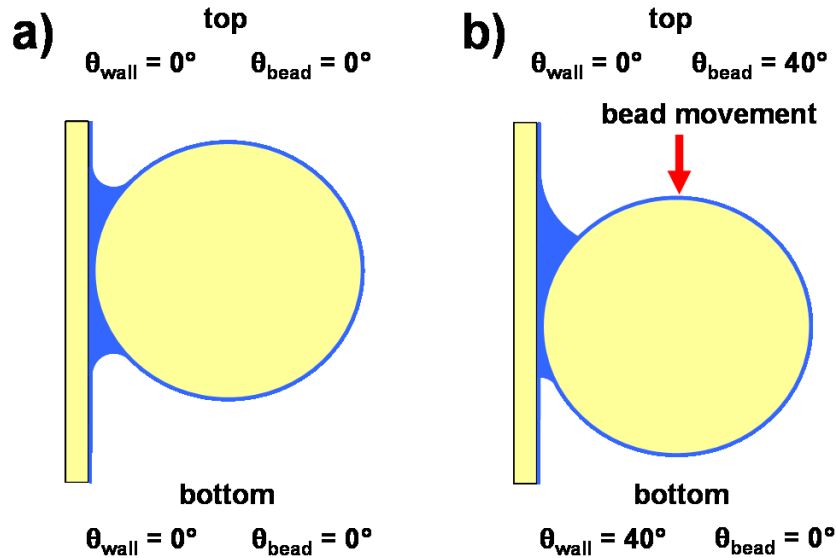 a)
top
θwall = 0° θbead = 0°
bottom
θwall = 0° θbead = 0°
b)
top
θwall = 0° θbead = 40°
bead movement
bottom
θwall = 40° θbead = 0°